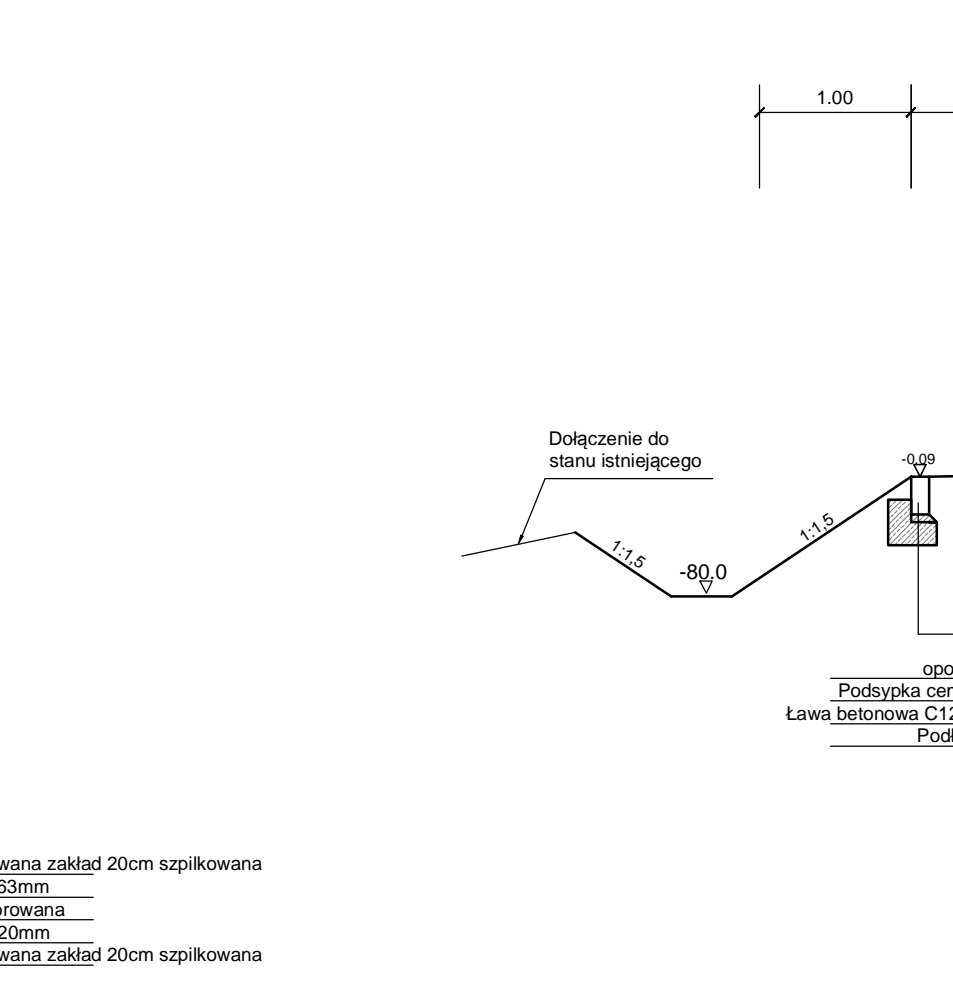 1.00
Dołączenie do
stanu istniejącego
-0.09
1:1,5
1:1,5
-80.0
opo
Podsypka cer
Ława betonowa C12
Podł
wana zakład 20cm szpilkowana
63mm
orowana
20mm
wana zakład 20cm szpilkowana